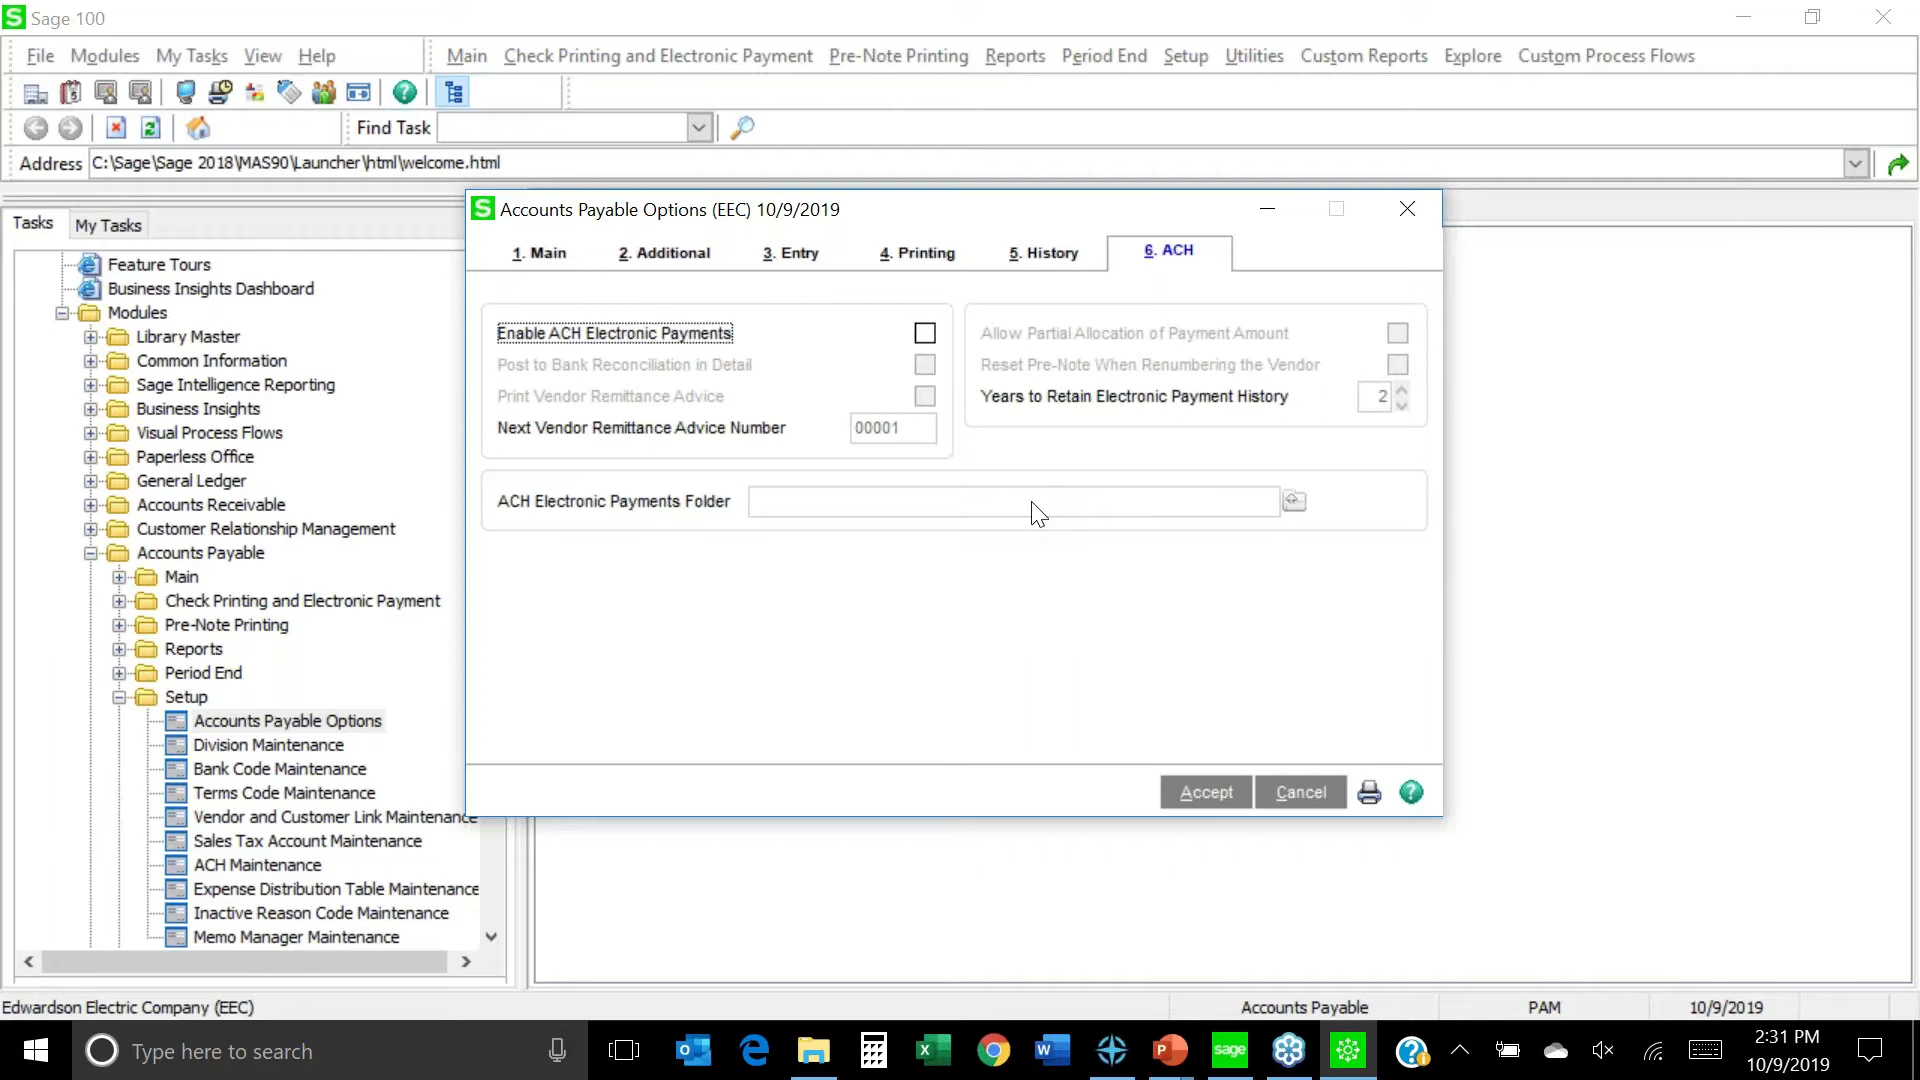 Sage 100
File Modules My Tasks View Help
Main Check Printing and Electronic Payment Pre-Note Printing Reports Period End Setup Utilities Custom Reports Explore Custom Process Flows
Find Task
Address C:\Sage\Sage 2018\MAS90\Launcher\html\welcome.html
Tasks
My Tasks
Feature Tours
Business Insights Dashboard
Modules
Library Master
Common Information
Sage Intelligence Reporting
Business Insights
Visual Process Flows
Paperless Office
General Ledger
Accounts Receivable
Customer Relationship Management
Accounts Payable
Main
Check Printing and Electronic Payment
Pre-Note Printing
Reports
Period End
Setup
Accounts Payable Options
Division Maintenance
Bank Code Maintenance
Terms Code Maintenance
Vendor and Customer Link Maintenance
Sales Tax Account Maintenance
ACH Maintenance
Expense Distribution Table Maintenance
Inactive Reason Code Maintenance
Memo Manager Maintenance
Accounts Payable Options (EEC) 10/9/2019
1. Main 2. Additional 3. Entry 4. Printing 5. History 6. ACH
Enable ACH Electronic Payments
Post to Bank Reconciliation in Detail
Print Vendor Remittance Advice
Next Vendor Remittance Advice Number 00001
Allow Partial Allocation of Payment Amount
Reset Pre-Note When Renumbering the Vendor
Years to Retain Electronic Payment History 2
ACH Electronic Payments Folder
Accept Cancel
Edwardson Electric Company (EEC) Accounts Payable PAM 10/9/2019
Type here to search
sage
2:31 PM
10/9/2019